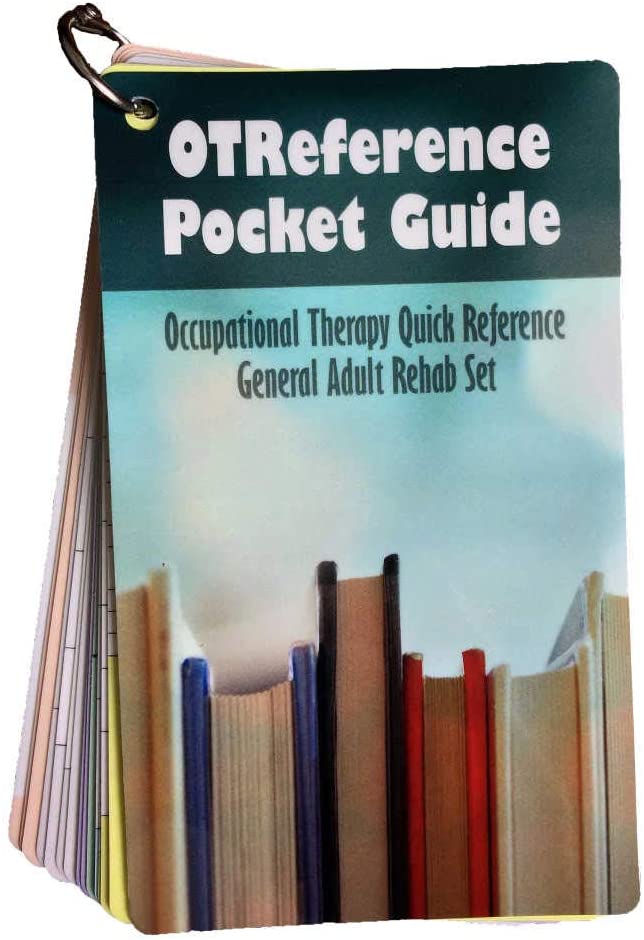 OTReference
Pocket Guide
Occupational Therapy Quick Reference
General Adult Rehab Set